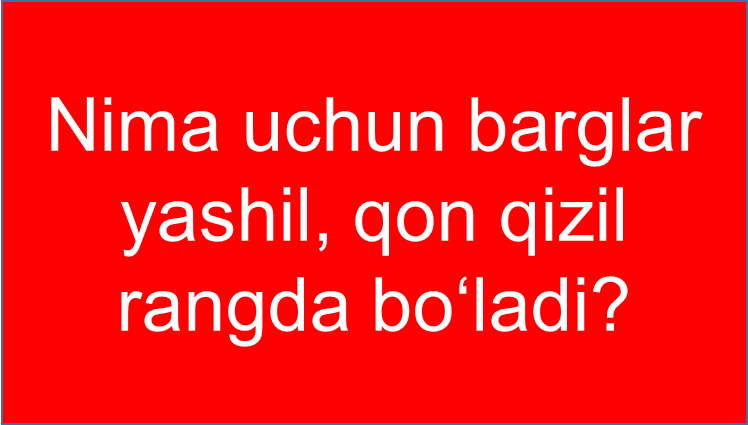 Nima uchun barglar
yashil, qon qizil
rangda bo‘ladi?